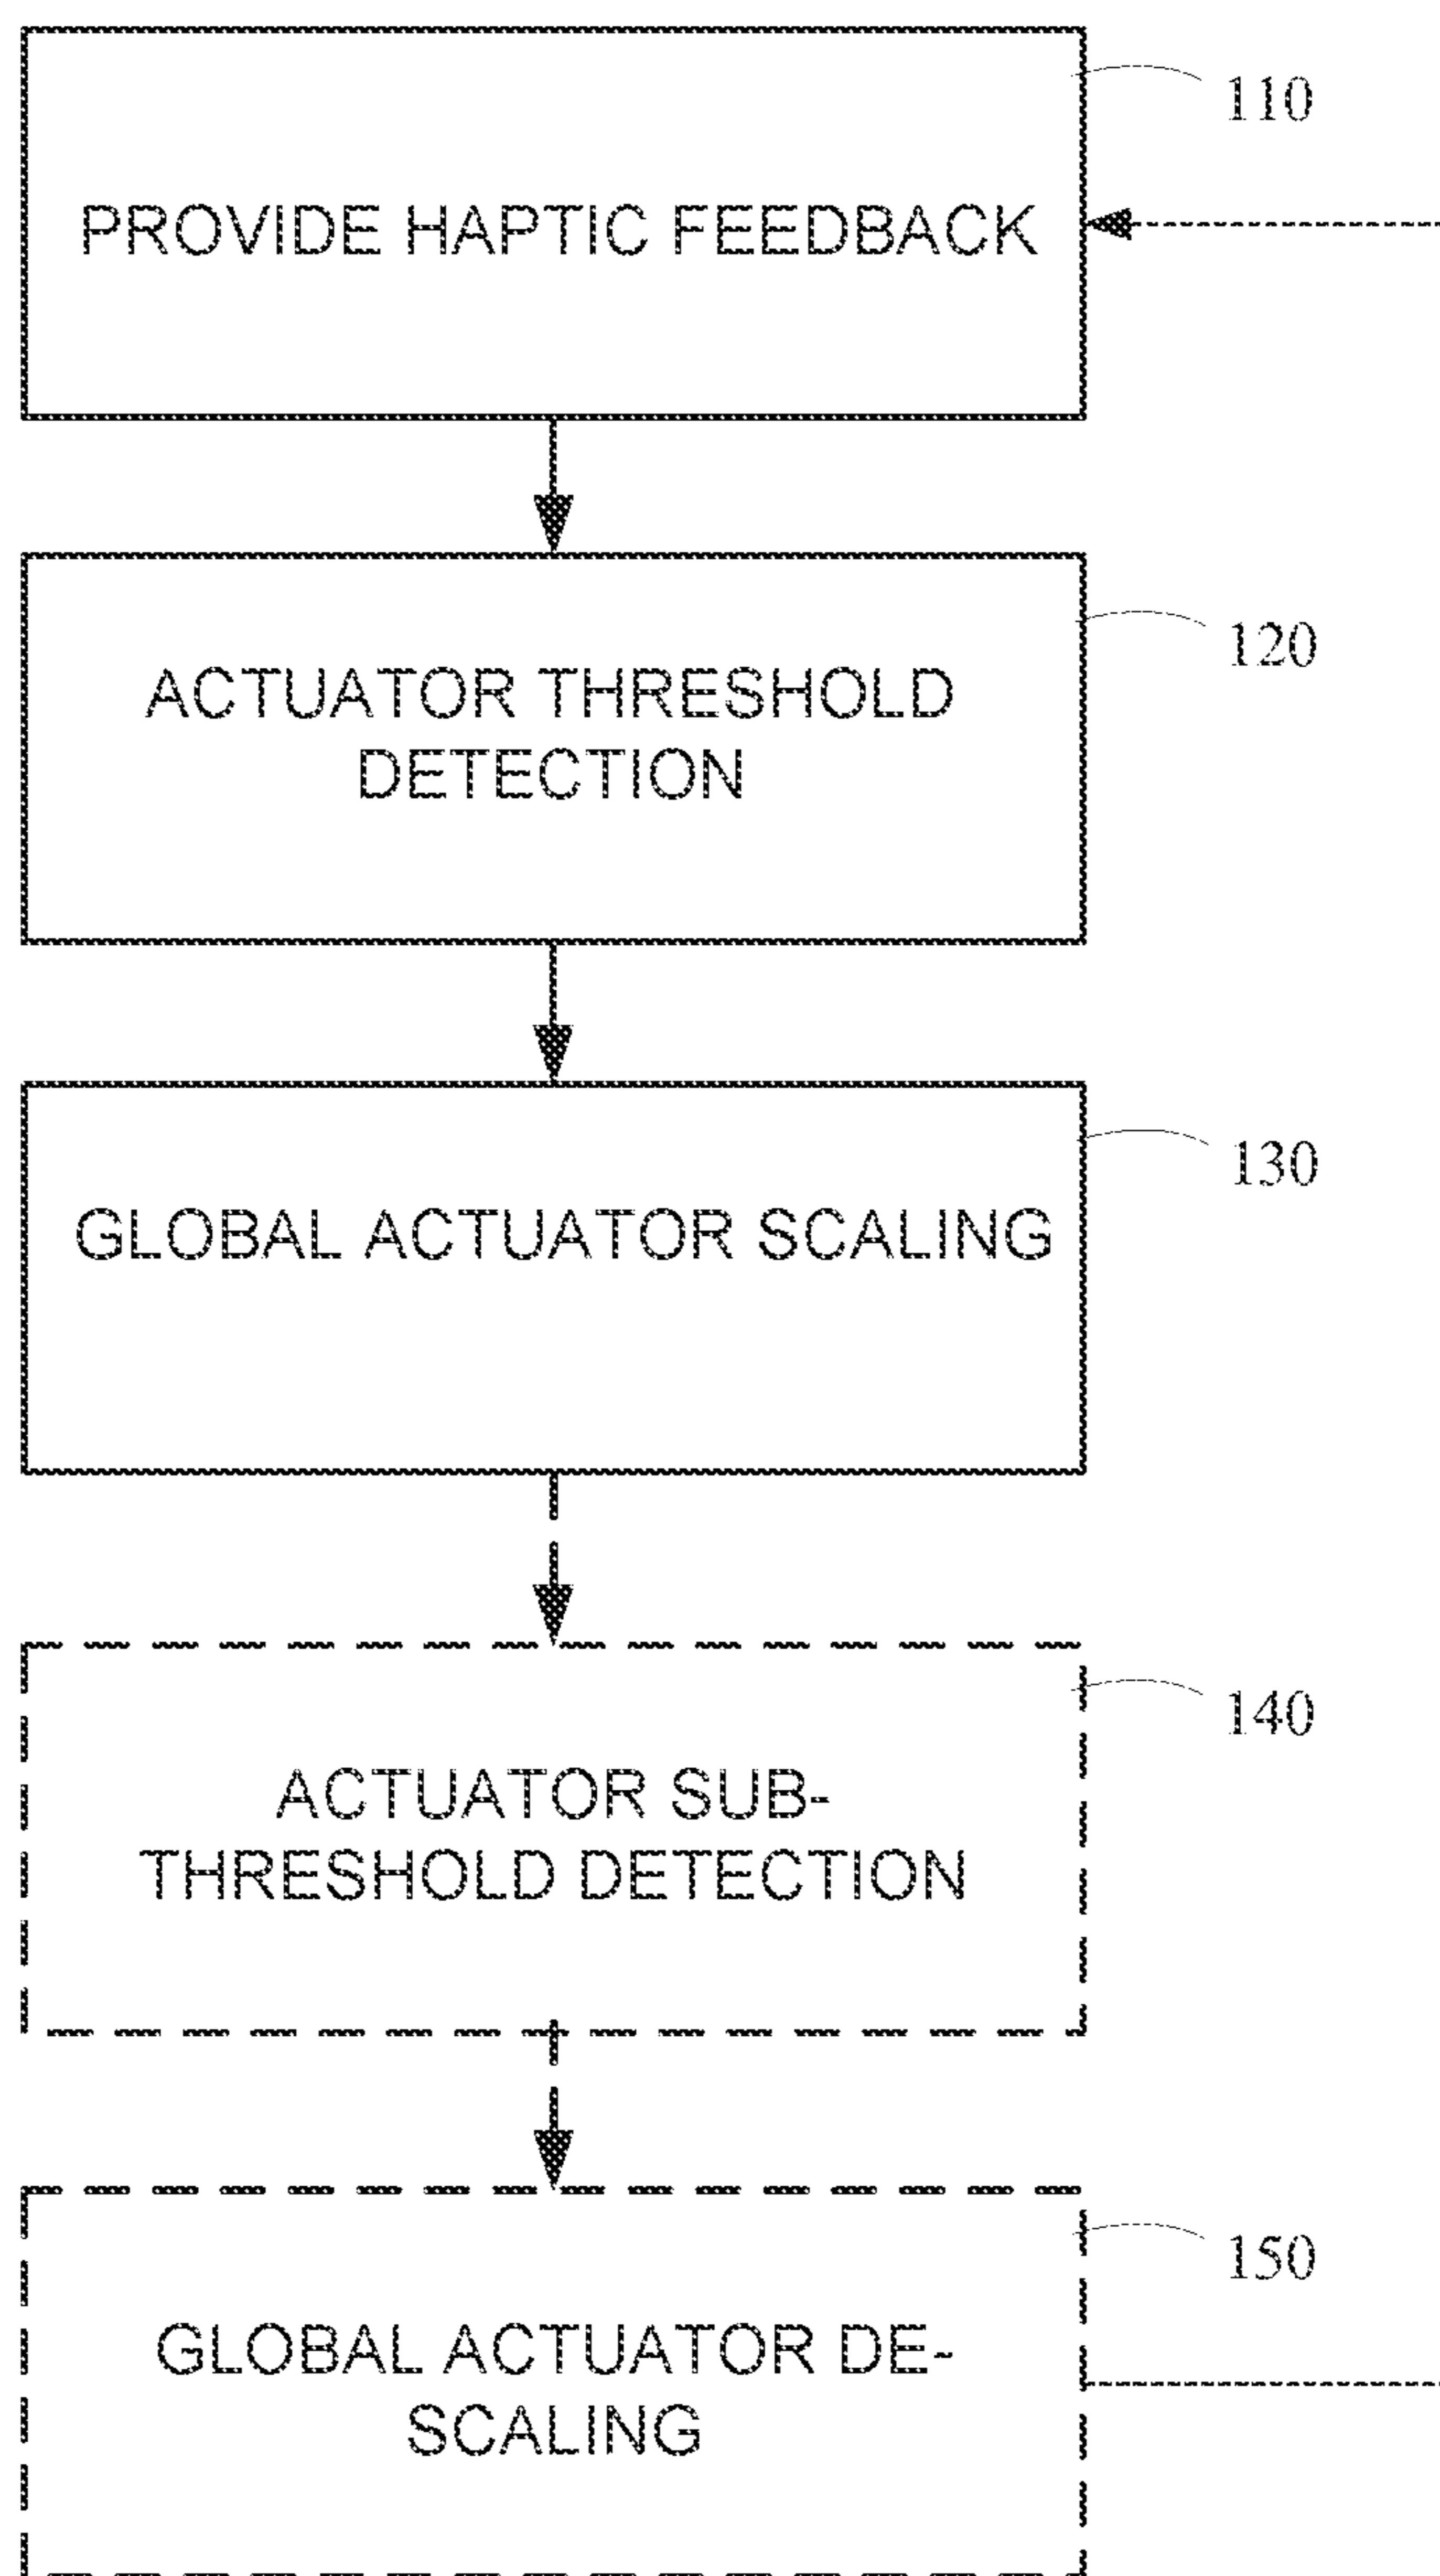 110
PROVIDE HAPTIC FEEDBACK
120
ACTUATOR THRESHOLD
DETECTION
130
GLOBAL ACTUATOR SCALING
140
ACTUATOR SUB-
THRESHOLD DETECTION
150
GLOBAL ACTUATOR DE-
SCALING